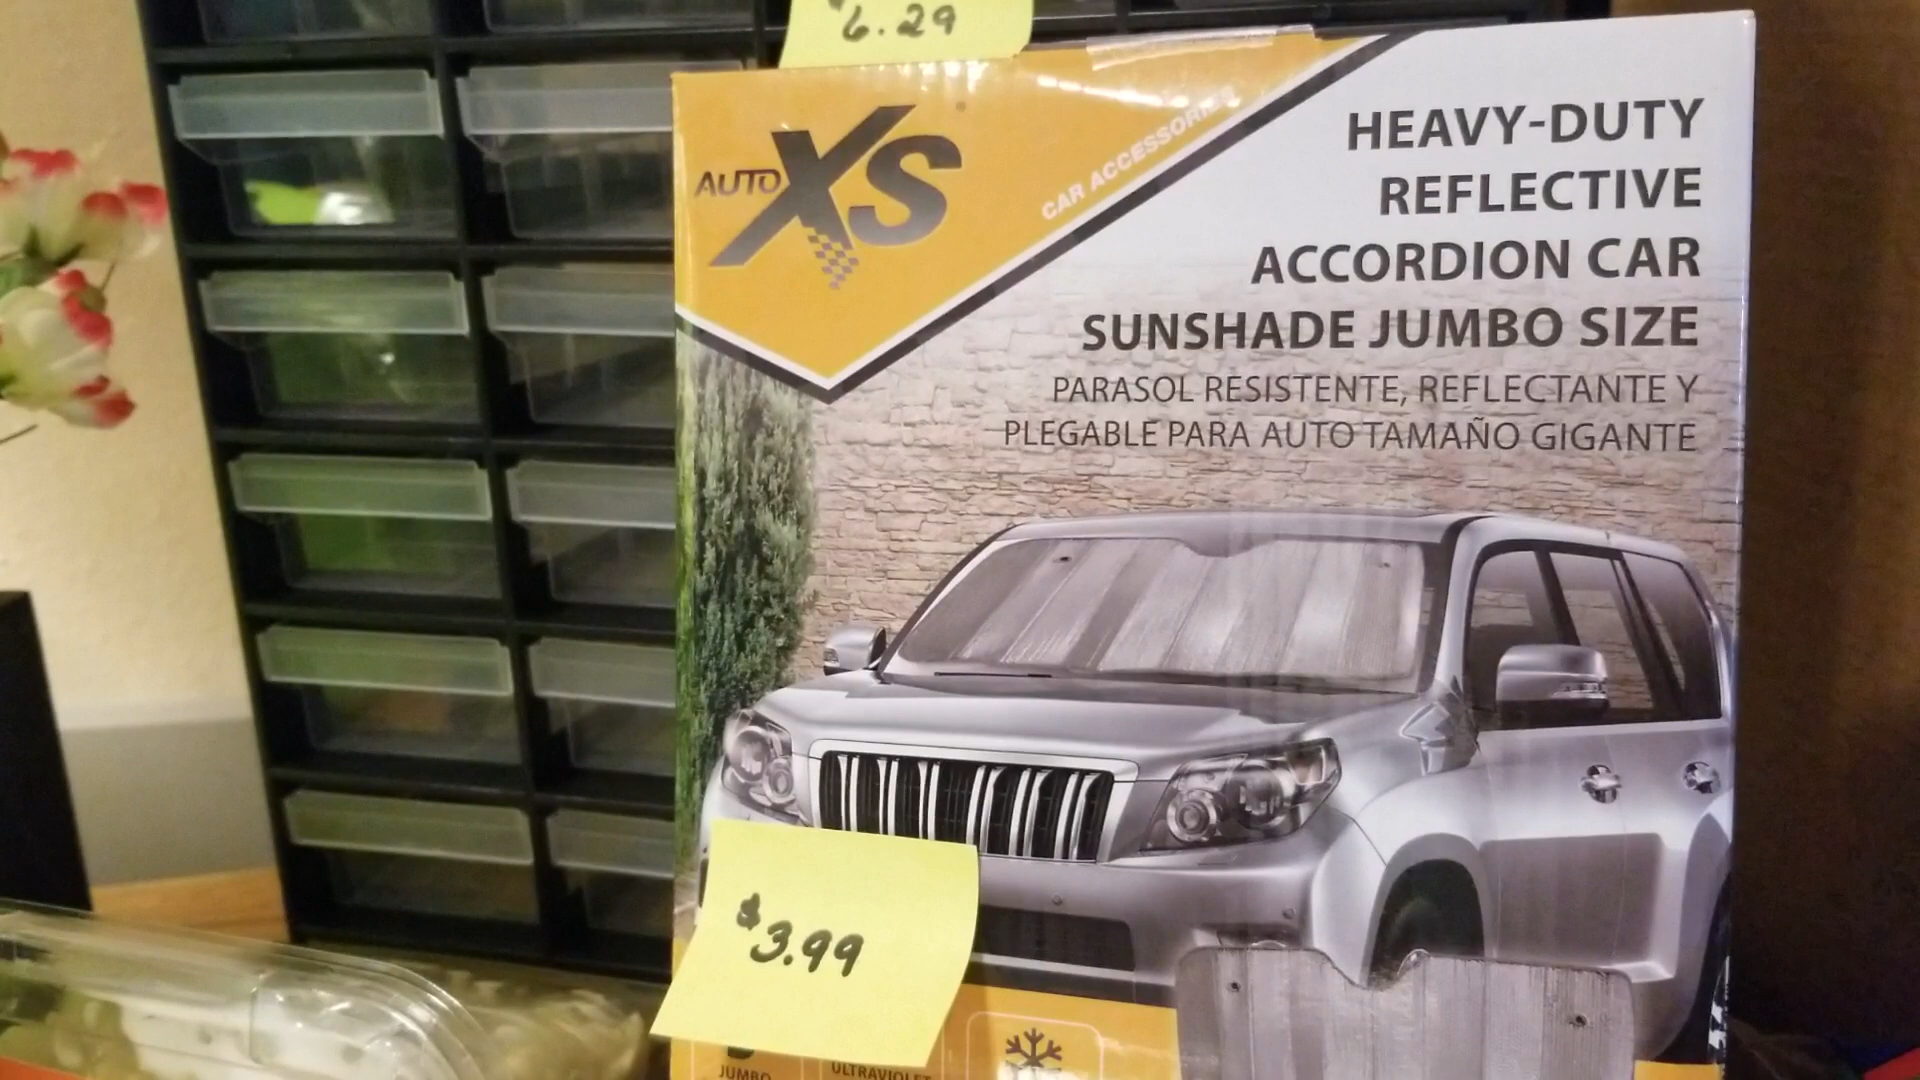 $6.29
AUTO XS
CAR ACCESSORIES
HEAVY-DUTY
REFLECTIVE
ACCORDION CAR
SUNSHADE JUMBO SIZE
PARASOL RESISTENTE, REFLECTANTE Y
PLEGABLE PARA AUTO TAMAÑO GIGANTE
$3.99
JUMBO
ULTRAVIOLET